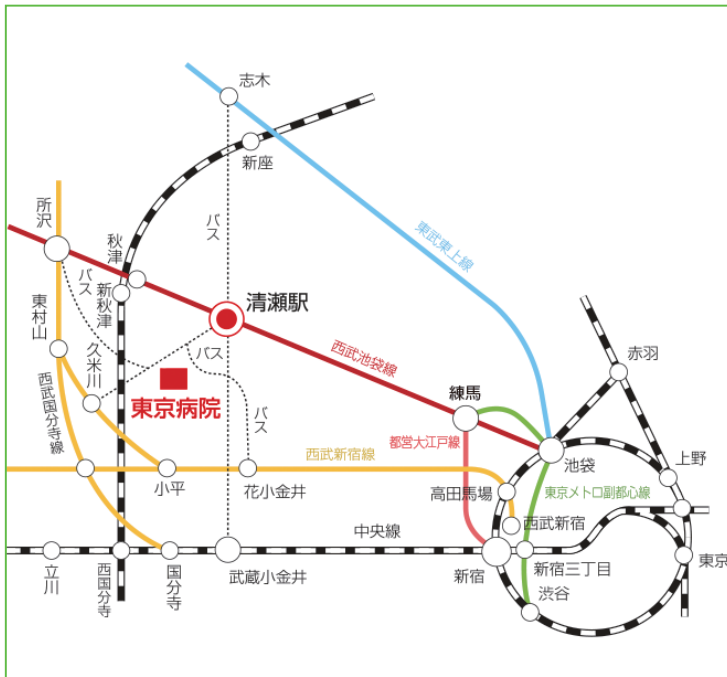 志木
新座
バス
東武東上線
所沢
秋津
バス
新秋津
清瀬駅
東村山
久米川
バス
西武池袋線
赤羽
東京病院
練馬
西武国分寺線
バス
都営大江戸線
西武新宿線
池袋
上野
小平
花小金井
高田馬場
東京メトロ副都心線
西武新宿
中央線
立川
西国分寺
国分寺
武蔵小金井
新宿
新宿三丁目
東京
渋谷